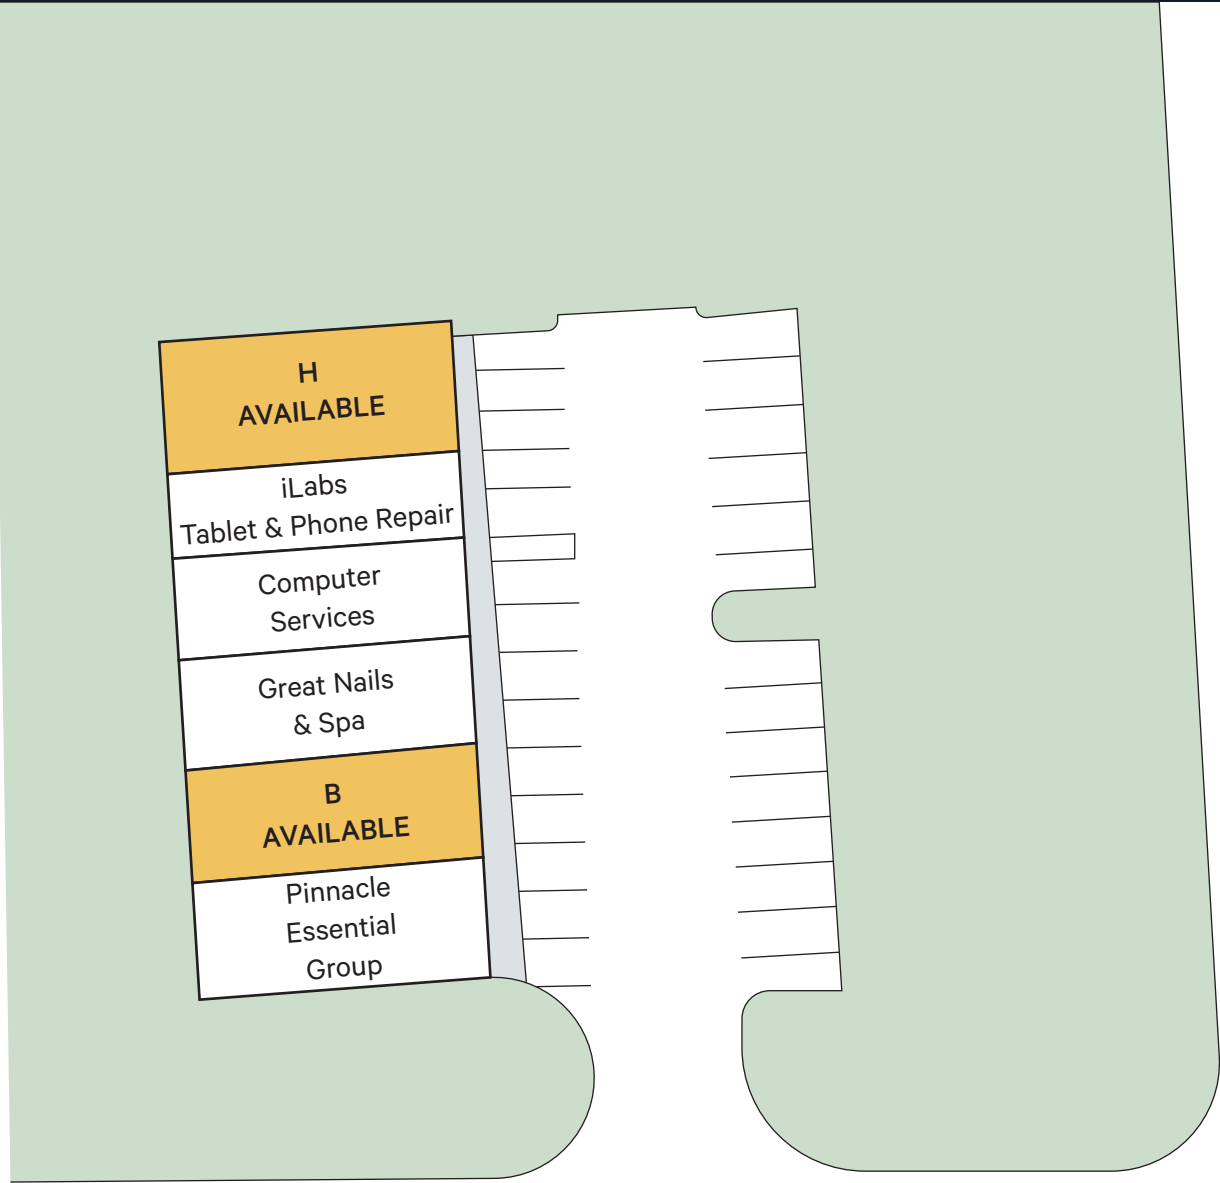 H
AVAILABLE
iLabs
Tablet & Phone Repair
Computer
Services
Great Nails
& Spa
B
AVAILABLE
Pinnacle
Essential
Group